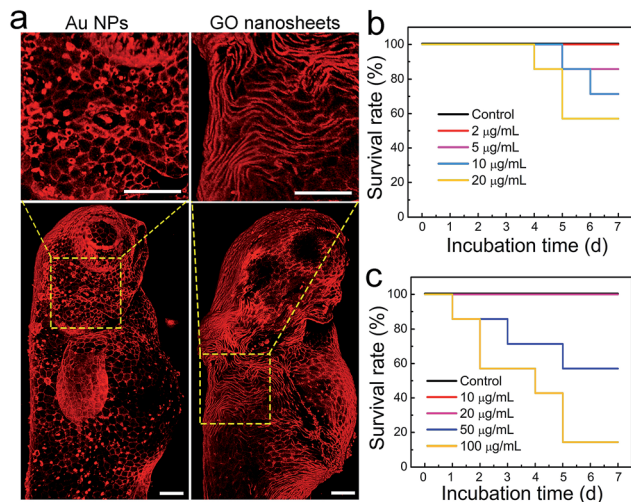 a
Au NPs
GO nanosheets
b
Survival rate (%)
100
80
60
40
20
0
Control
2 μg/mL
5 μg/mL
10 μg/mL
20 μg/mL
0 1 2 3 4 5 6 7
Incubation time (d)
c
Survival rate (%)
100
80
60
40
20
0
Control
10 μg/mL
20 μg/mL
50 μg/mL
100 μg/mL
0 1 2 3 4 5 6 7
Incubation time (d)